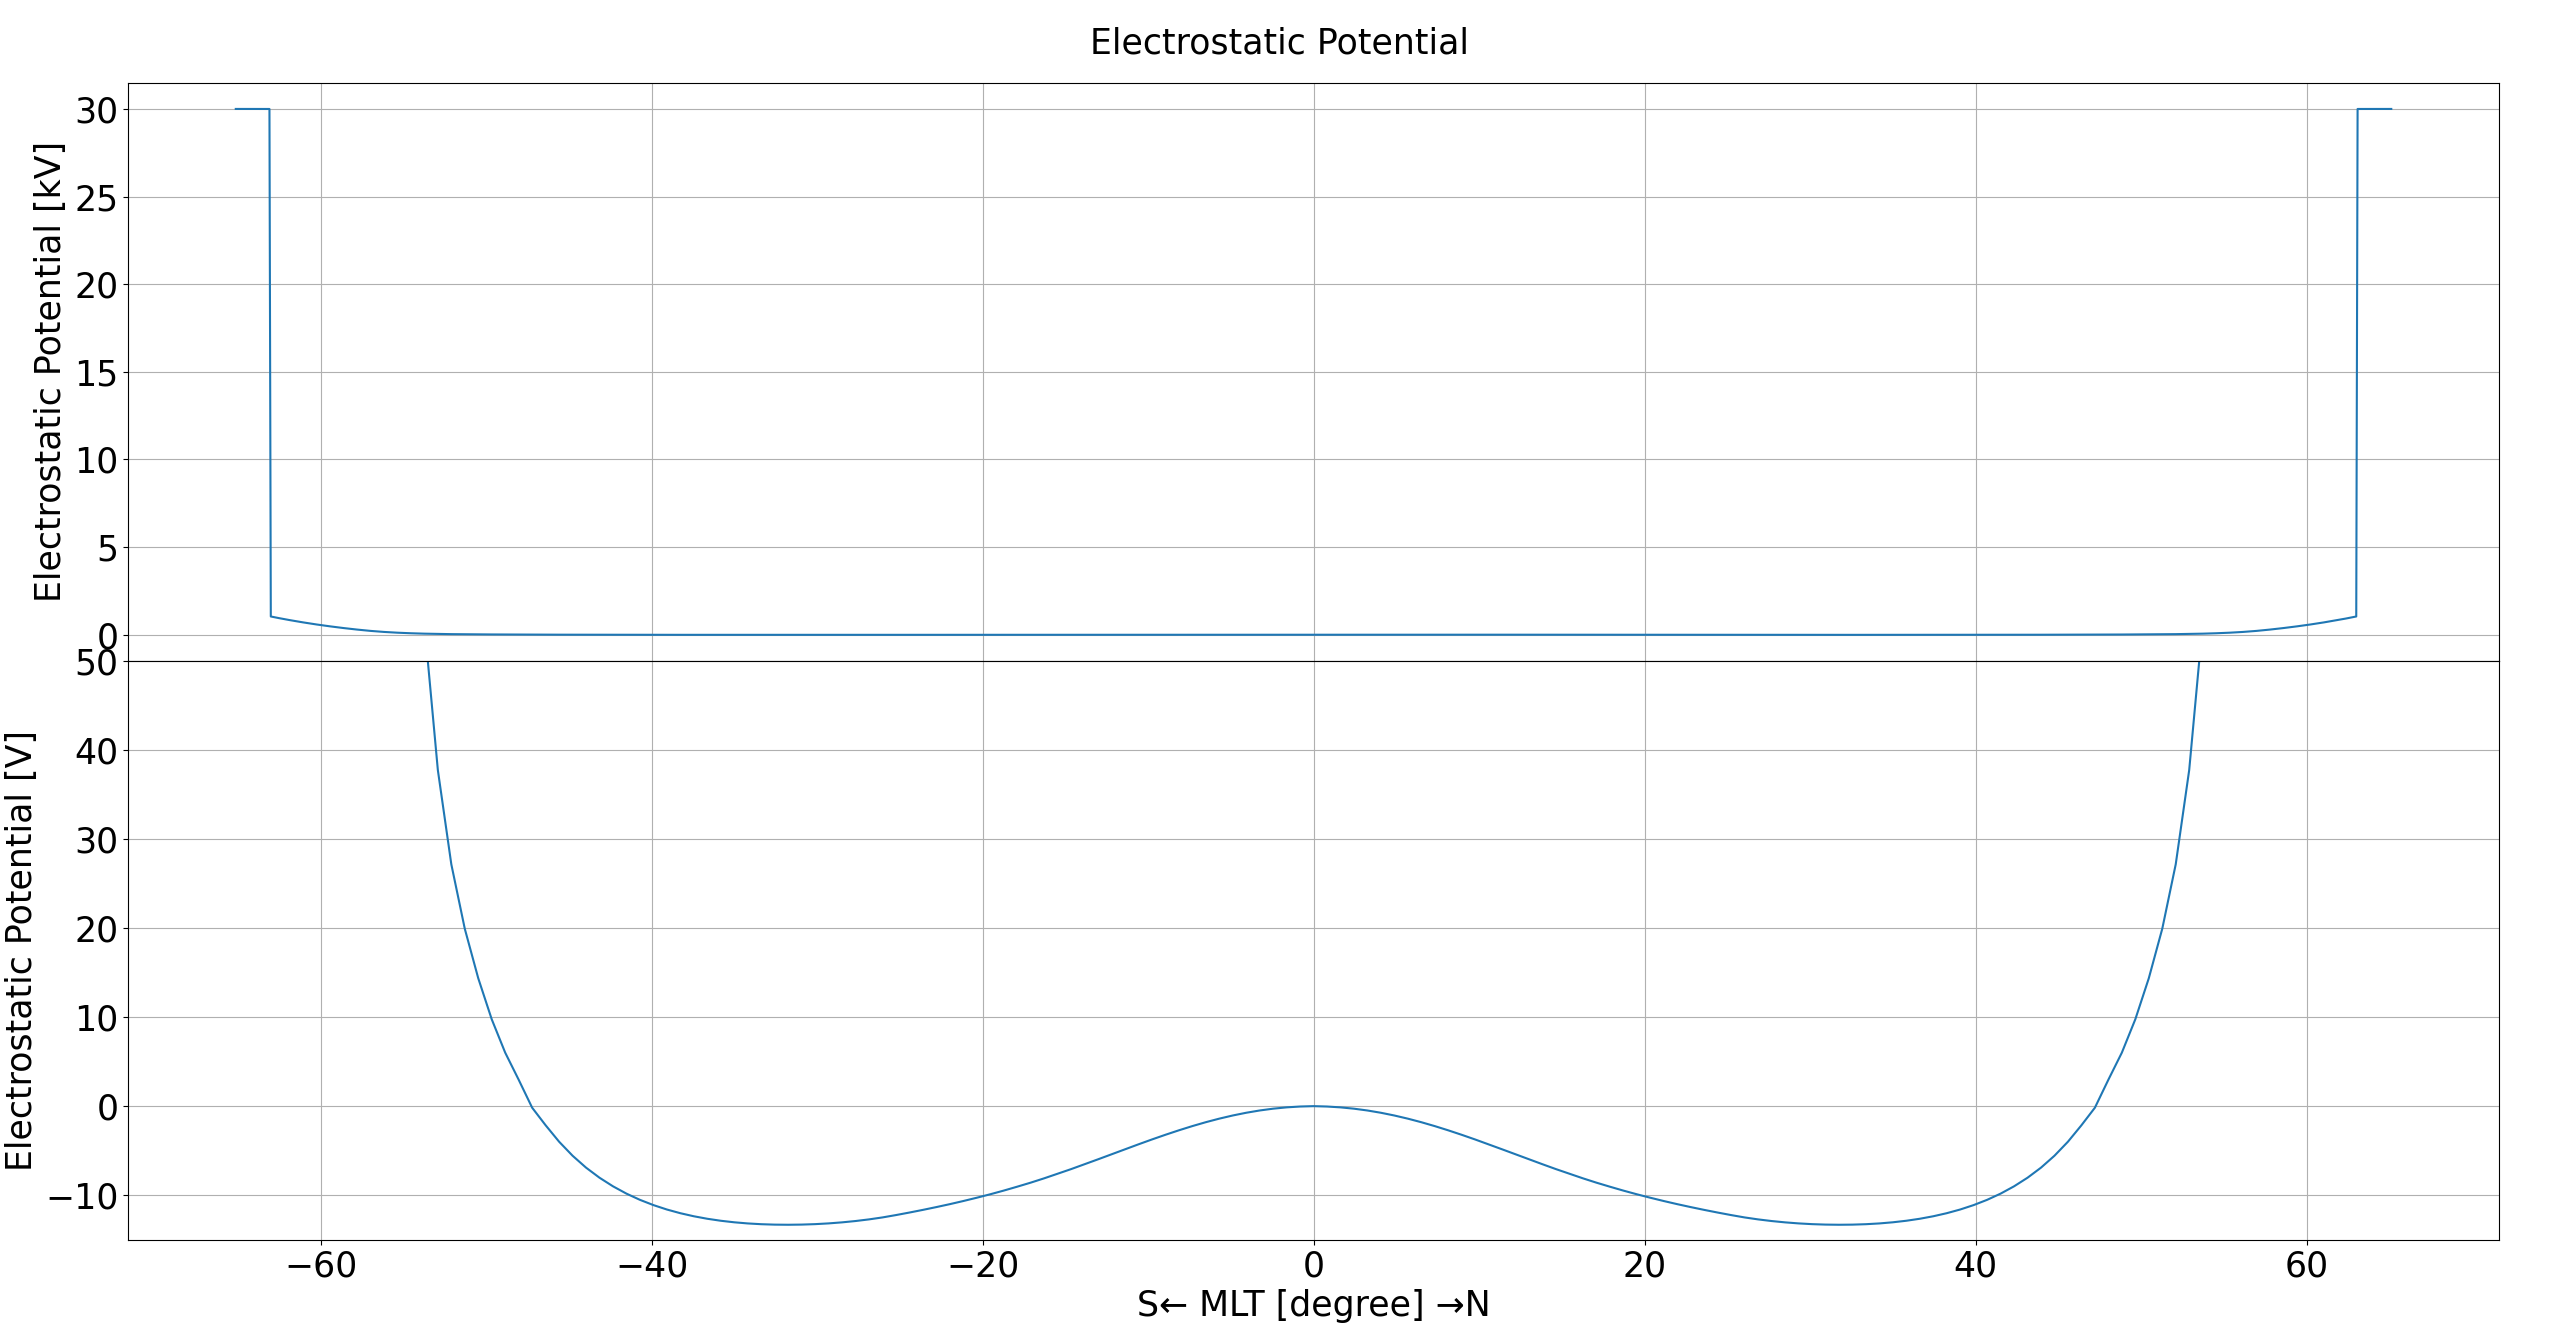 Electrostatic Potential
Electrostatic Potential [kV]
30
25
20
15
10
5
0
Electrostatic Potential [V]
50
40
30
20
10
0
−10
−60 −40 −20 0 20 40 60
S← MLT [degree] →N